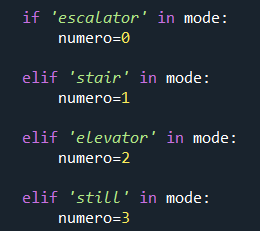 if 'escalator' in mode:
    numero=0
elif 'stair' in mode:
    numero=1
elif 'elevator' in mode:
    numero=2
elif 'still' in mode:
    numero=3